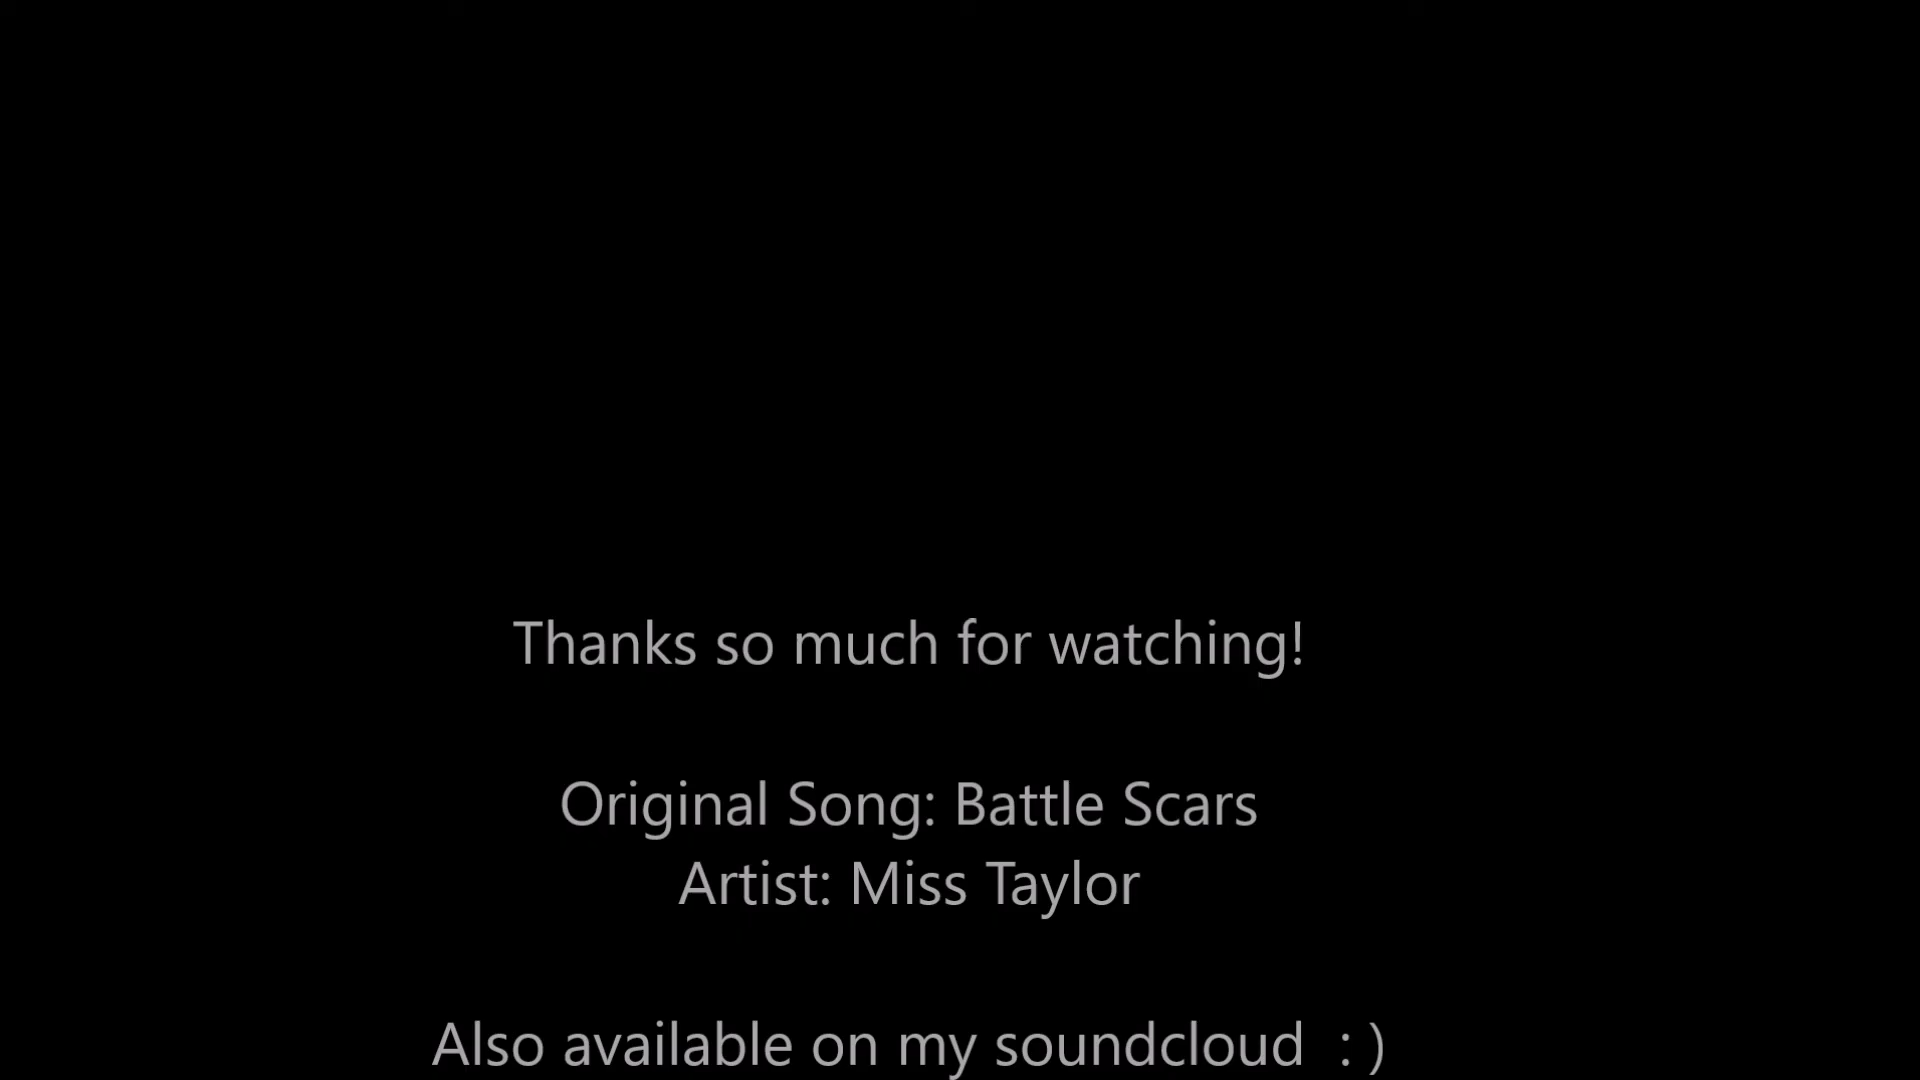 Thanks so much for watching!
Original Song: Battle Scars
Artist: Miss Taylor
Also available on my soundcloud  : )